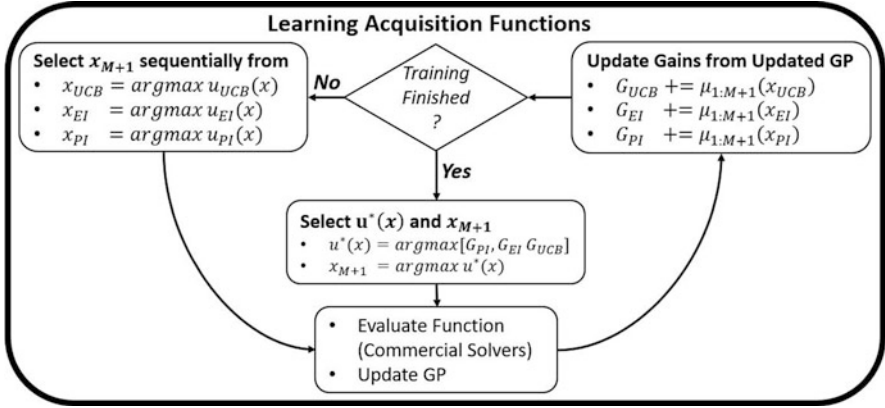 Learning Acquisition Functions
Select x_{M+1} sequentially from
• x_{UCB} = argmax u_{UCB}(x)
• x_{EI} = argmax u_{EI}(x)
• x_{PI} = argmax u_{PI}(x)
No
Training
Finished
?
Yes
Update Gains from Updated GP
• G_{UCB} += μ_{1:M+1}(x_{UCB})
• G_{EI} += μ_{1:M+1}(x_{EI})
• G_{PI} += μ_{1:M+1}(x_{PI})
Select u*(x) and x_{M+1}
• u*(x) = argmax[G_{PI}, G_{EI} G_{UCB}]
• x_{M+1} = argmax u*(x)
• Evaluate Function
(Commercial Solvers)
• Update GP